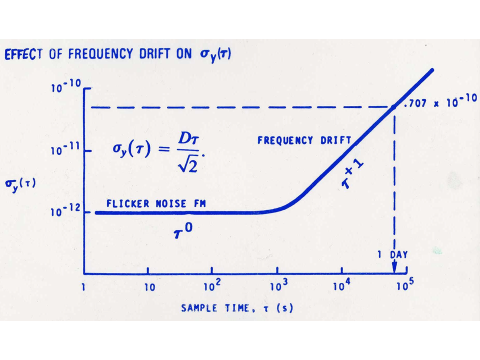 EFFECT OF FREQUENCY DRIFT ON σy(τ)
10⁻¹⁰
.707 x 10⁻¹⁰
σy(τ) = Dτ/√2.
FREQUENCY DRIFT
10⁻¹¹
τ⁺¹
σy(τ)
FLICKER NOISE FM
10⁻¹²
τ⁰
1 DAY
1 10 10² 10³ 10⁴ 10⁵
SAMPLE TIME, τ (s)